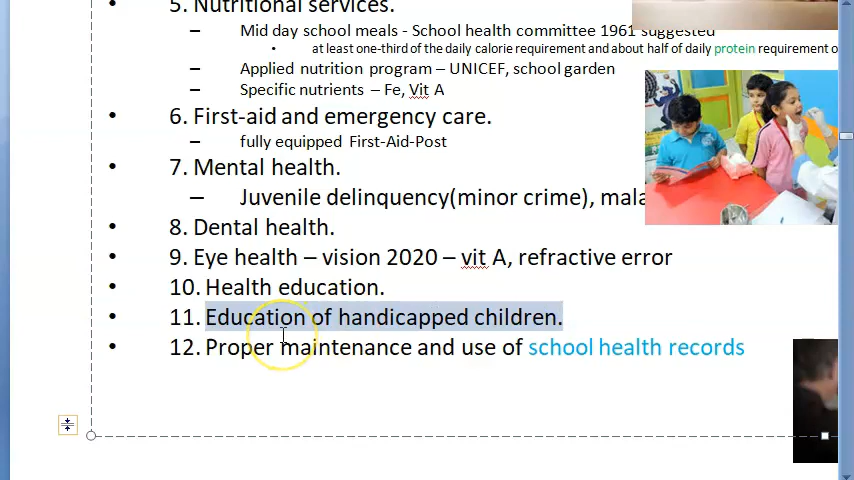 • 5. Nutritional services.
– Mid day school meals - School health committee 1961 suggested
• at least one-third of the daily calorie requirement and about half of daily protein requirement o
– Applied nutrition program – UNICEF, school garden
– Specific nutrients – Fe, Vit A
• 6. First-aid and emergency care.
– fully equipped First-Aid-Post
• 7. Mental health.
– Juvenile delinquency(minor crime), mala
• 8. Dental health.
• 9. Eye health – vision 2020 – vit A, refractive error
• 10. Health education.
• 11. Education of handicapped children.
• 12. Proper maintenance and use of school health records